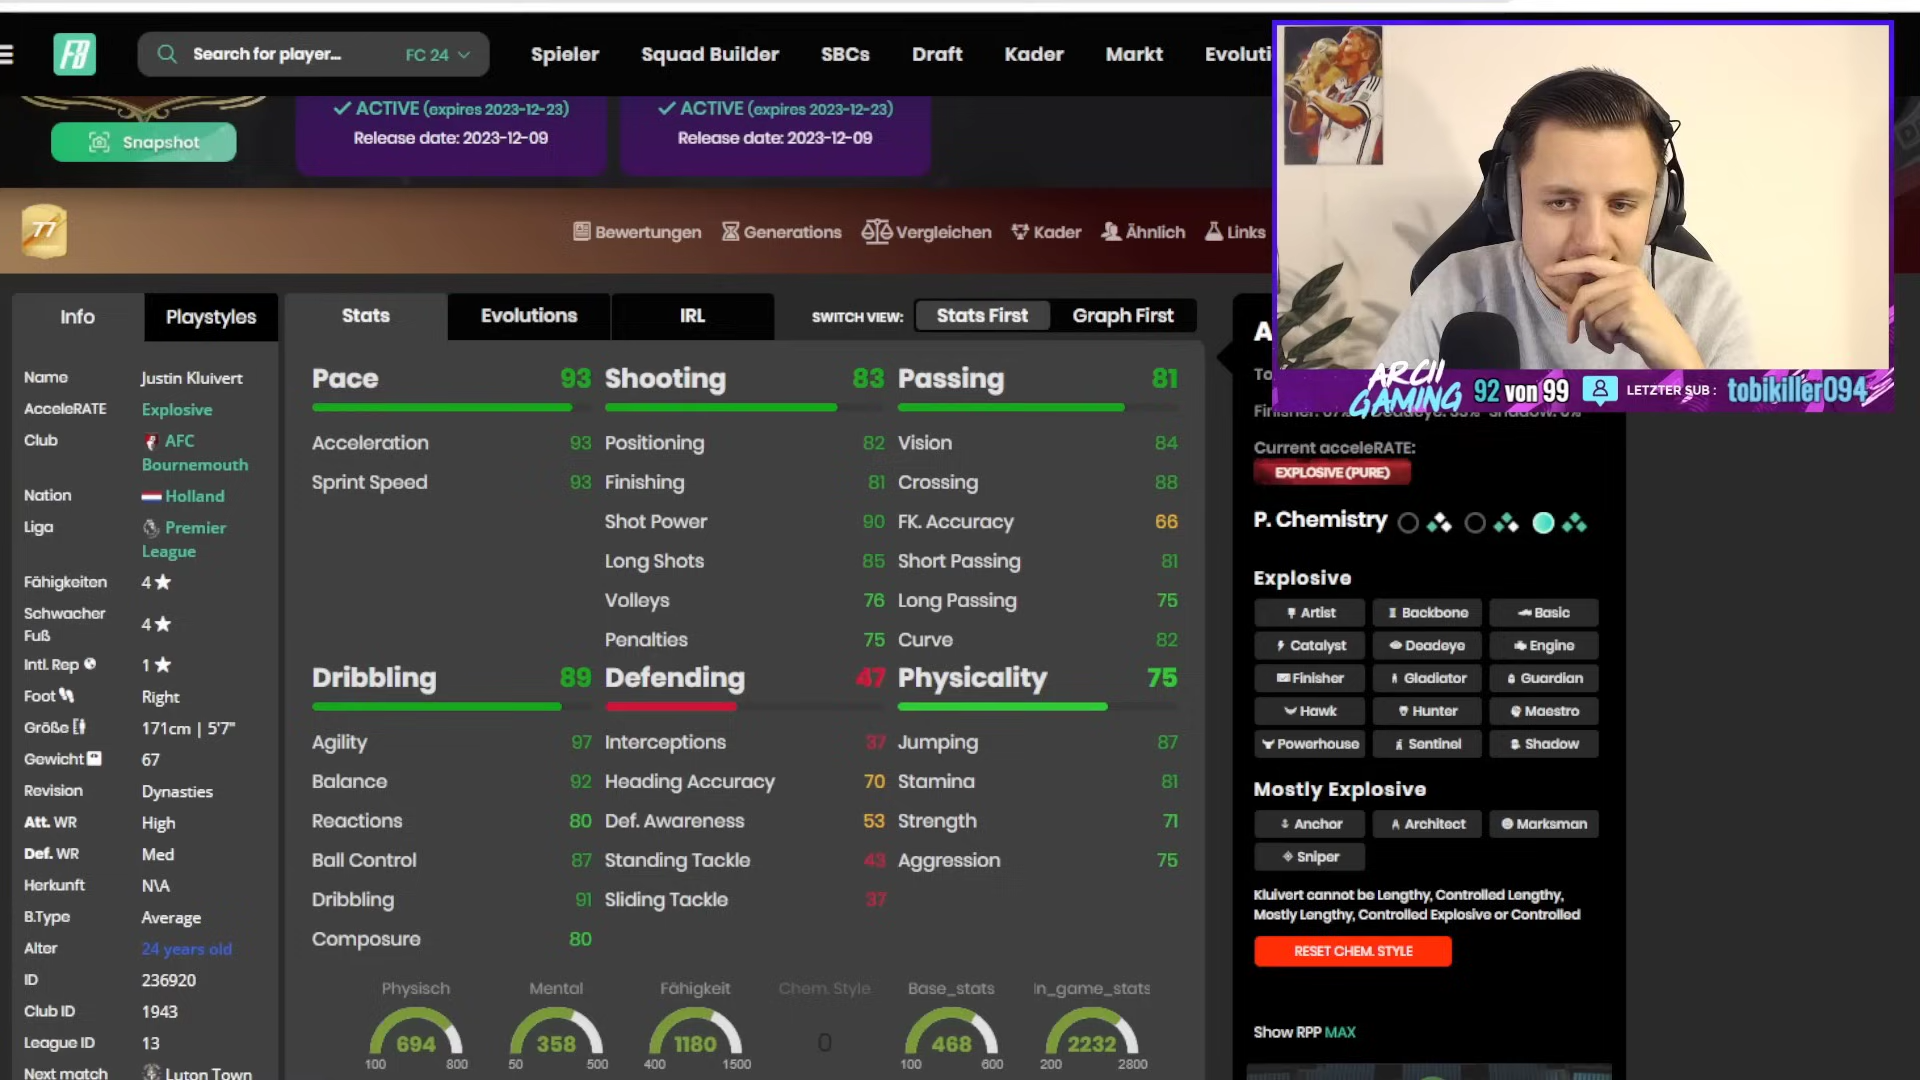 Search for player...
FC 24
Spieler
Squad Builder
SBCs
Draft
Kader
Markt
Evoluti
ACTIVE (expires 2023-12-23)
Release date: 2023-12-09
ACTIVE (expires 2023-12-23)
Release date: 2023-12-09
Snapshot
77
Bewertungen
Generations
Vergleichen
Kader
Ähnlich
Links
ARCII
GAMING
92 von 99
LETZTER SUB :
tobikiller094
Info
Playstyles
Name Justin Kluivert
AcceleRATE Explosive
Club AFC
Bournemouth
Nation Holland
Liga Premier
League
Fähigkeiten 4
Schwacher
Fuß 4
Intl. Rep 1
Foot Right
Größe 171cm | 5'7"
Gewicht 67
Revision Dynasties
Att. WR High
Def. WR Med
Herkunft N\A
B.Type Average
Alter 24 years old
ID 236920
Club ID 1943
League ID 13
Next match Luton Town
Stats
Evolutions
IRL
SWITCH VIEW:
Stats First
Graph First
Pace 93
Acceleration 93
Sprint Speed 93
Shooting 83
Positioning 82
Finishing 81
Shot Power 90
Long Shots 85
Volleys 76
Penalties 75
Passing 81
Vision 84
Crossing 88
FK. Accuracy 66
Short Passing 81
Long Passing 75
Curve 82
Dribbling 89
Agility 97
Balance 92
Reactions 80
Ball Control 87
Dribbling 91
Composure 80
Defending 47
Interceptions 37
Heading Accuracy 70
Def. Awareness 53
Standing Tackle 43
Sliding Tackle 37
Physicality 75
Jumping 87
Stamina 81
Strength 71
Aggression 75
Physisch
694
100 800
Mental
358
50 500
Fähigkeit
1180
400 1500
Chem. Style
0
Base_stats
468
100 600
In_game_stats
2232
200 2800
Current acceleRATE:
EXPLOSIVE (PURE)
P. Chemistry
Explosive
Artist
Backbone
Basic
Catalyst
Deadeye
Engine
Finisher
Gladiator
Guardian
Hawk
Hunter
Maestro
Powerhouse
Sentinel
Shadow
Mostly Explosive
Anchor
Architect
Marksman
Sniper
Kluivert cannot be Lengthy, Controlled Lengthy,
Mostly Lengthy, Controlled Explosive or Controlled
RESET CHEM. STYLE
Show RPP MAX